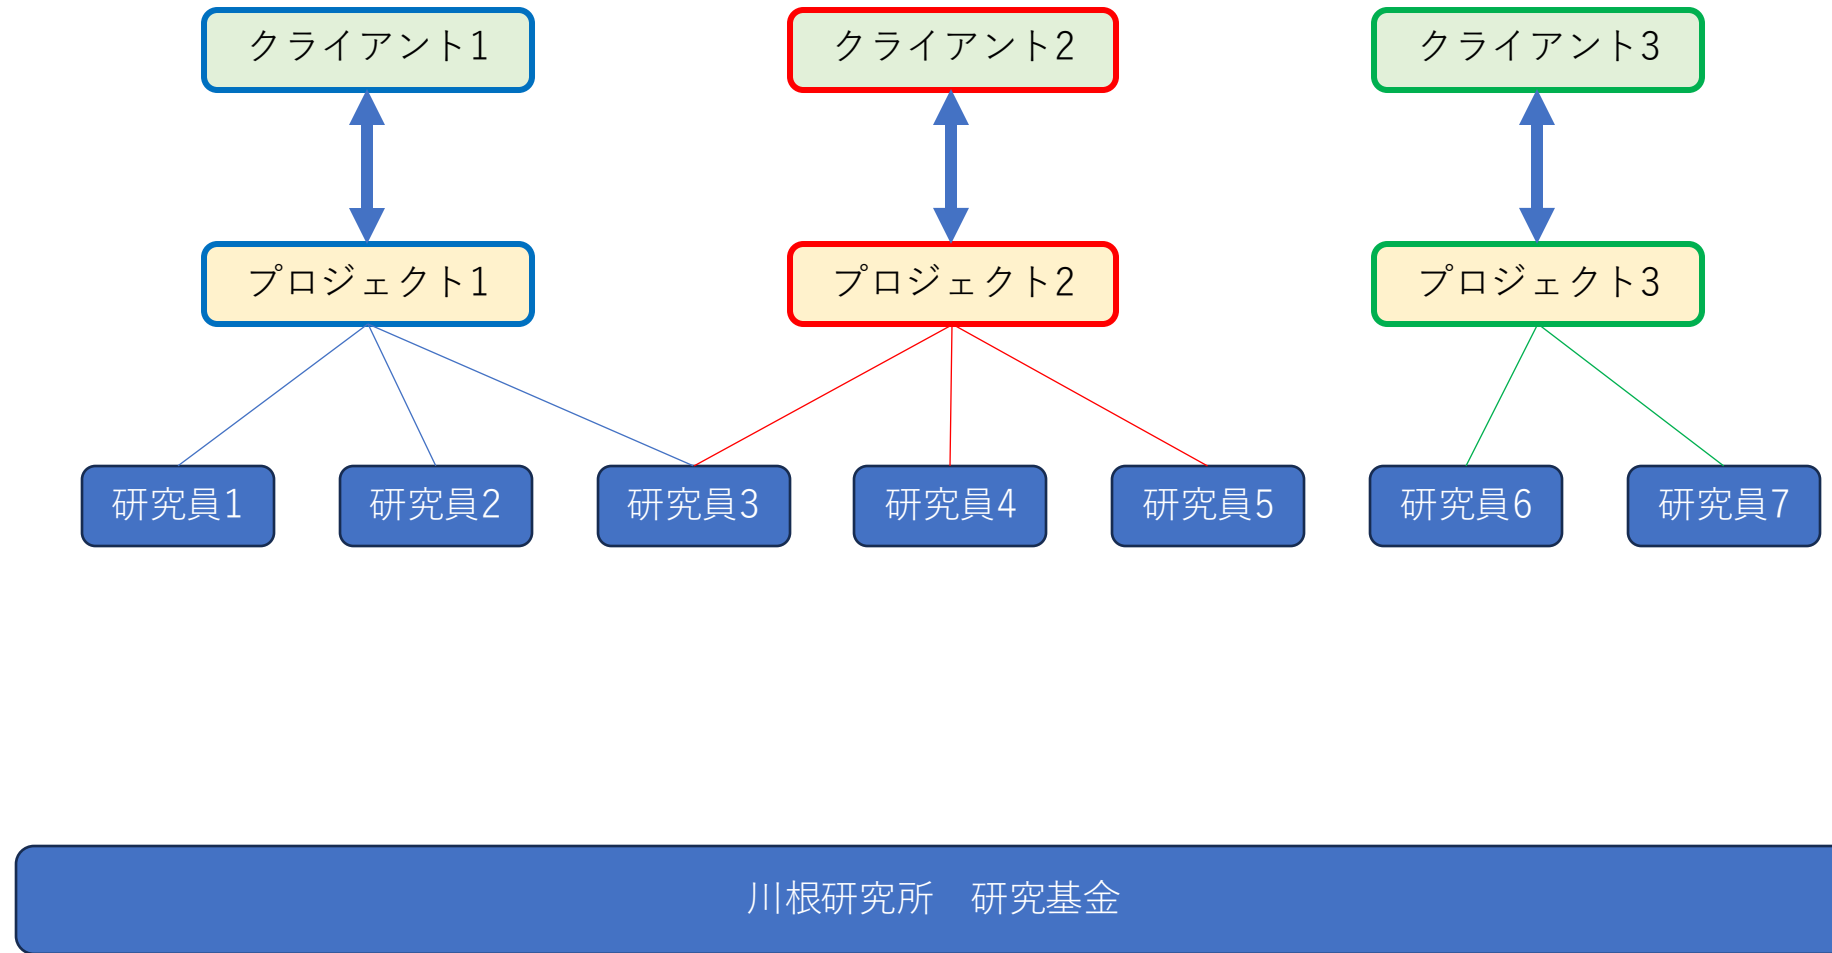 クライアント1
クライアント2
クライアント3
プロジェクト1
プロジェクト2
プロジェクト3
研究員1
研究員2
研究員3
研究員4
研究員5
研究員6
研究員7
川根研究所　研究基金